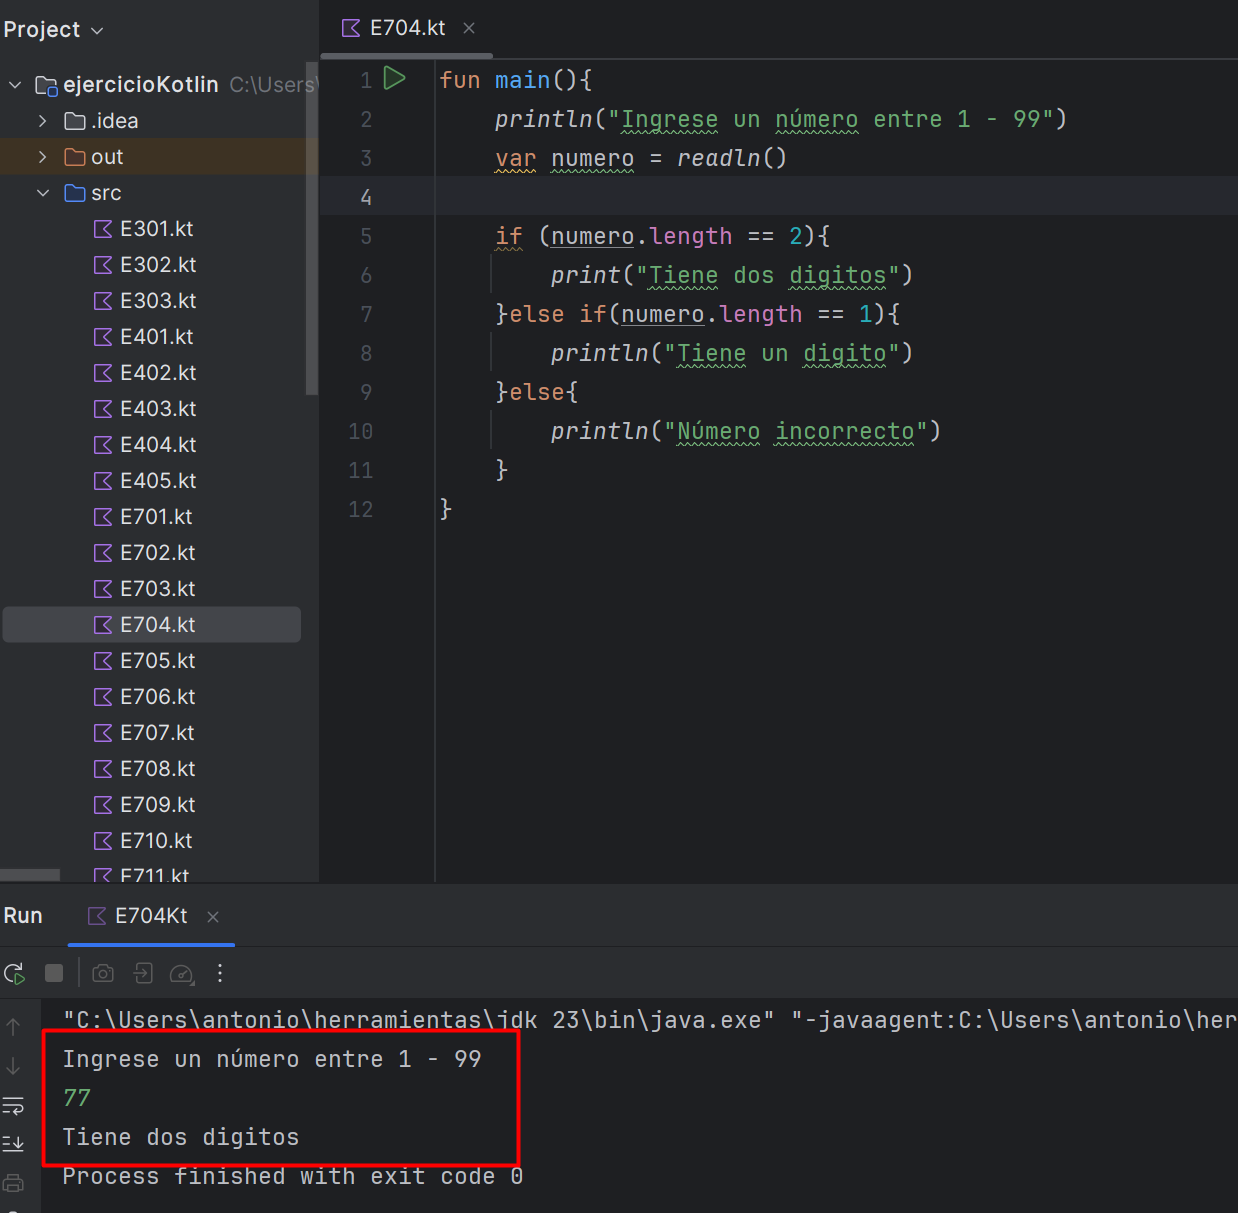 Project
E704.kt
ejercicioKotlin C:\Users\
.idea
out
src
E301.kt
E302.kt
E303.kt
E401.kt
E402.kt
E403.kt
E404.kt
E405.kt
E701.kt
E702.kt
E703.kt
E704.kt
E705.kt
E706.kt
E707.kt
E708.kt
E709.kt
E710.kt
E711.kt
1 fun main(){
2 println("Ingrese un número entre 1 - 99")
3 var numero = readln()
4
5 if (numero.length == 2){
6 print("Tiene dos digitos")
7 }else if(numero.length == 1){
8 println("Tiene un digito")
9 }else{
10 println("Número incorrecto")
11 }
12 }
Run E704Kt
"C:\Users\antonio\herramientas\jdk 23\bin\java.exe" "-javaagent:C:\Users\antonio\her
Ingrese un número entre 1 - 99
77
Tiene dos digitos
Process finished with exit code 0